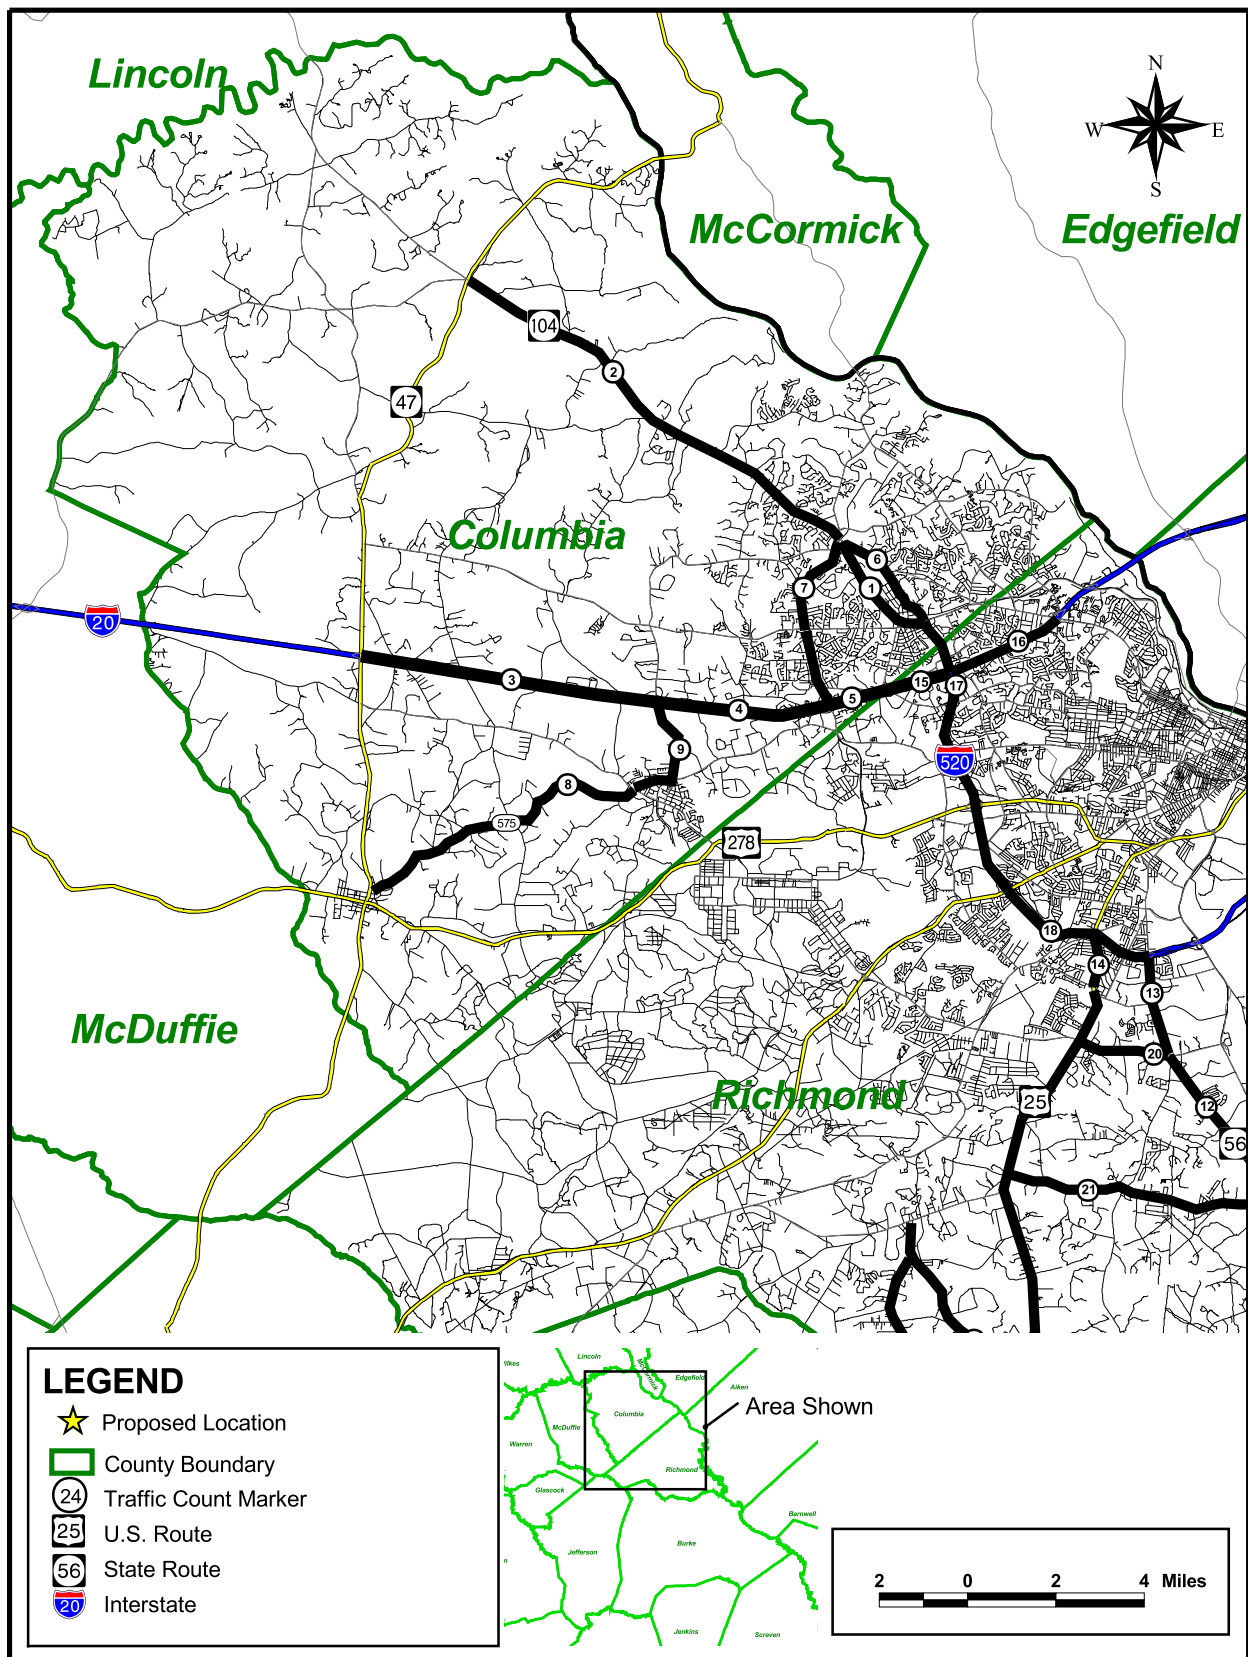 Lincoln
N
W E
S
McCormick
Edgefield
104
2
47
Columbia
6
7
1
20
16
3
15
17
5
4
9
520
8
575
278
18
14
13
McDuffie
20
Richmond
25
12
56
21
LEGEND
Proposed Location
County Boundary
24 Traffic Count Marker
25 U.S. Route
56 State Route
20 Interstate
Lincoln
McCormick
Edgefield
Aiken
Columbia
McDuffie
Warren
Richmond
Glascock
Barnwell
Burke
Jefferson
Jenkins
Screven
Area Shown
2 0 2 4 Miles